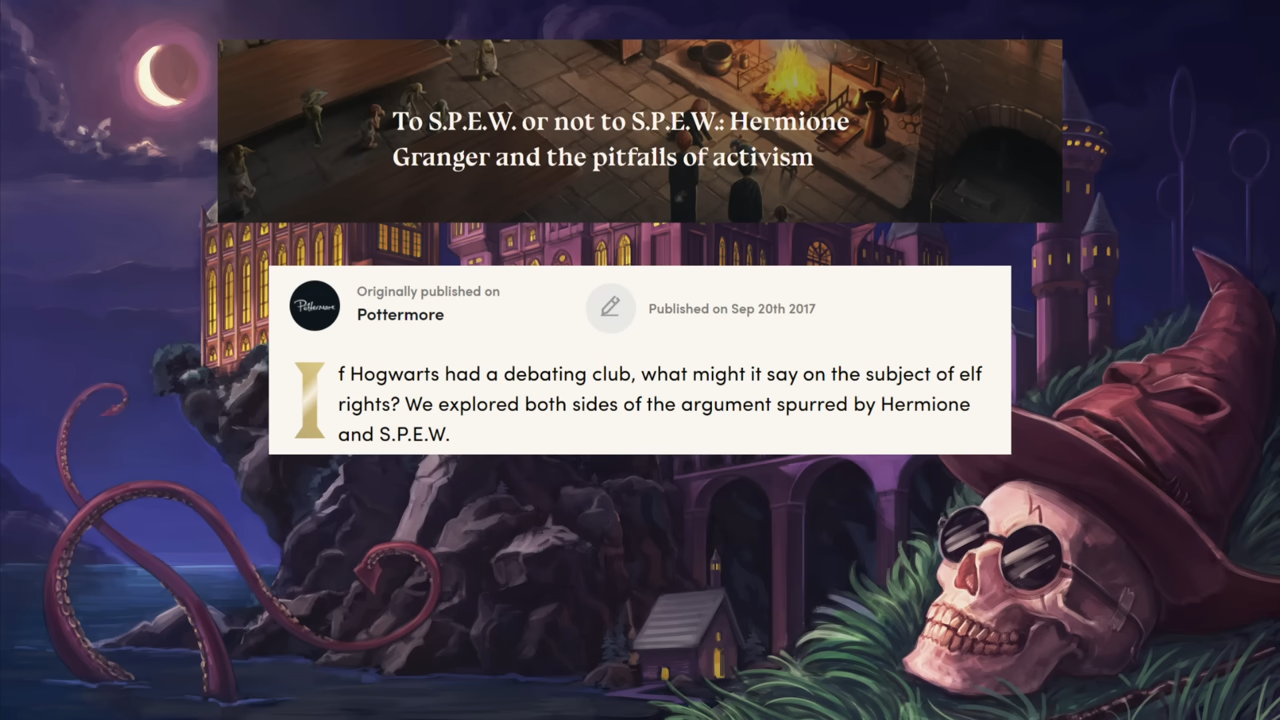 To S.P.E.W. or not to S.P.E.W.: Hermione
Granger and the pitfalls of activism
Pottermore
Originally published on
Pottermore
Published on Sep 20th 2017
If Hogwarts had a debating club, what might it say on the subject of elf
rights? We explored both sides of the argument spurred by Hermione
and S.P.E.W.